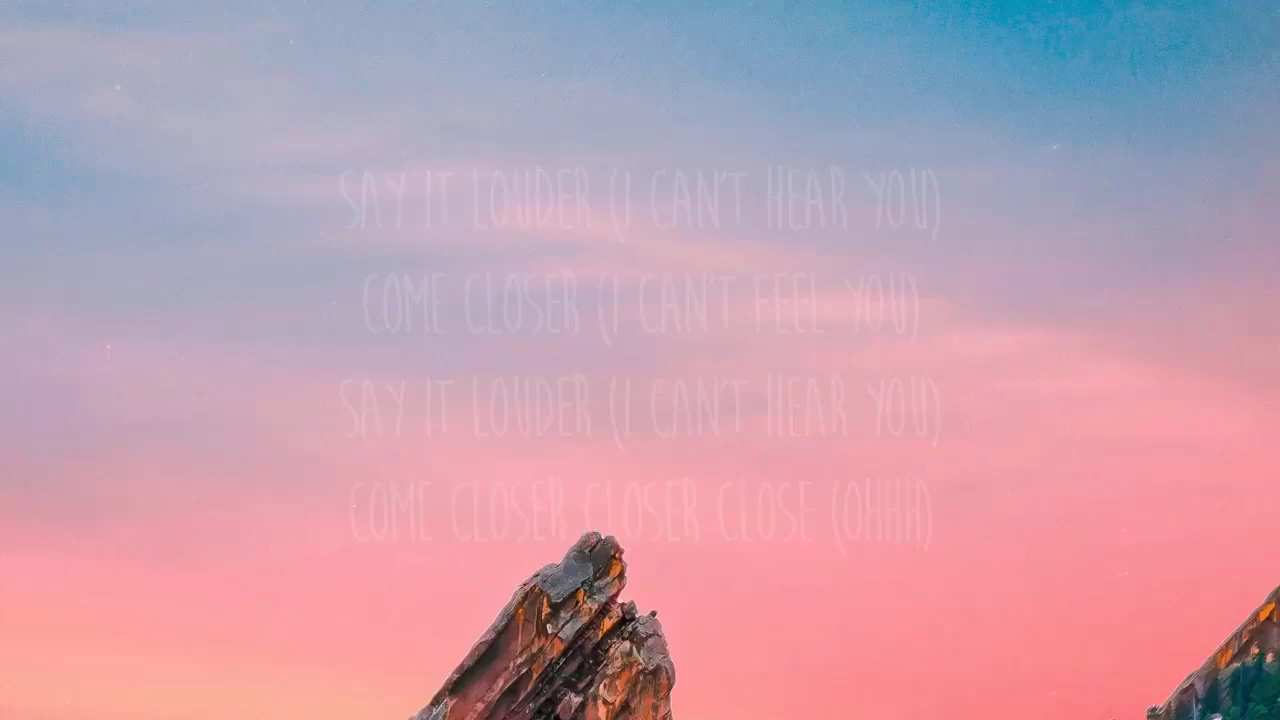 SAY IT LOUDER (I CAN'T HEAR YOU)
COME CLOSER (I CAN'T FEEL YOU)
SAY IT LOUDER (I CAN'T HEAR YOU)
COME CLOSER CLOSER CLOSE (OHHH)